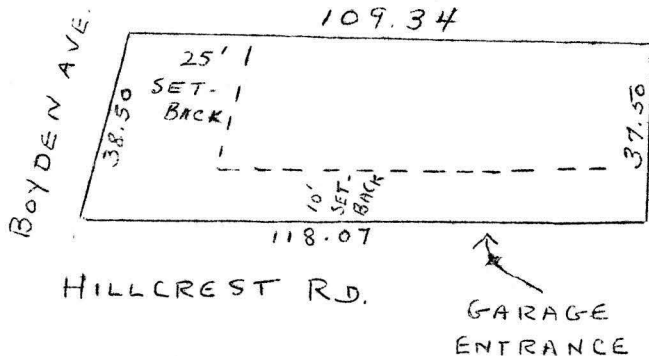 109.34
BOYDEN AVE.
38.50
25'
SET-
BACK
37.50
10'
SET-
BACK
118.07
HILLCREST RD.
GARAGE
ENTRANCE